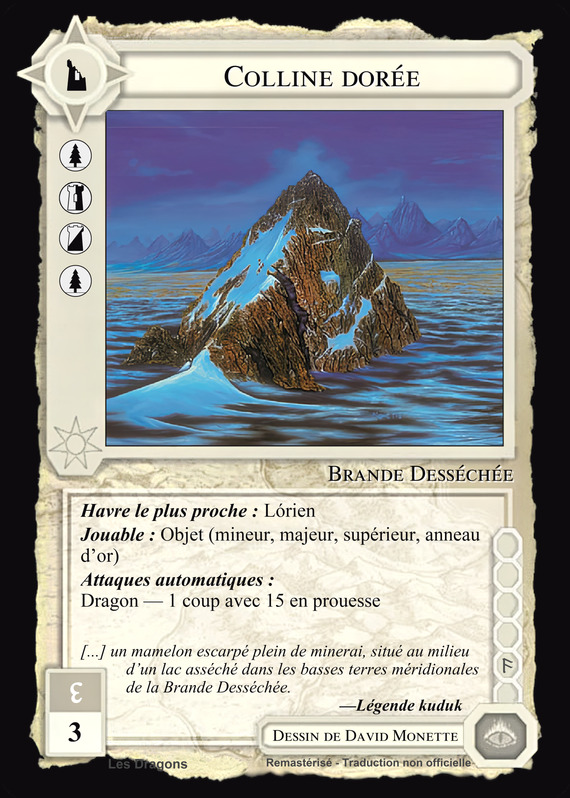 Colline dorée
Brande Desséchée
Havre le plus proche : Lórien
Jouable : Objet (mineur, majeur, supérieur, anneau
d'or)
Attaques automatiques :
Dragon — 1 coup avec 15 en prouesse
[...] un mamelon escarpé plein de minerai, situé au milieu
d'un lac asséché dans les basses terres méridionales
de la Brande Desséchée.
—Légende kuduk
3
Dessin de David Monette
Les Dragons
Remastérisé - Traduction non officielle